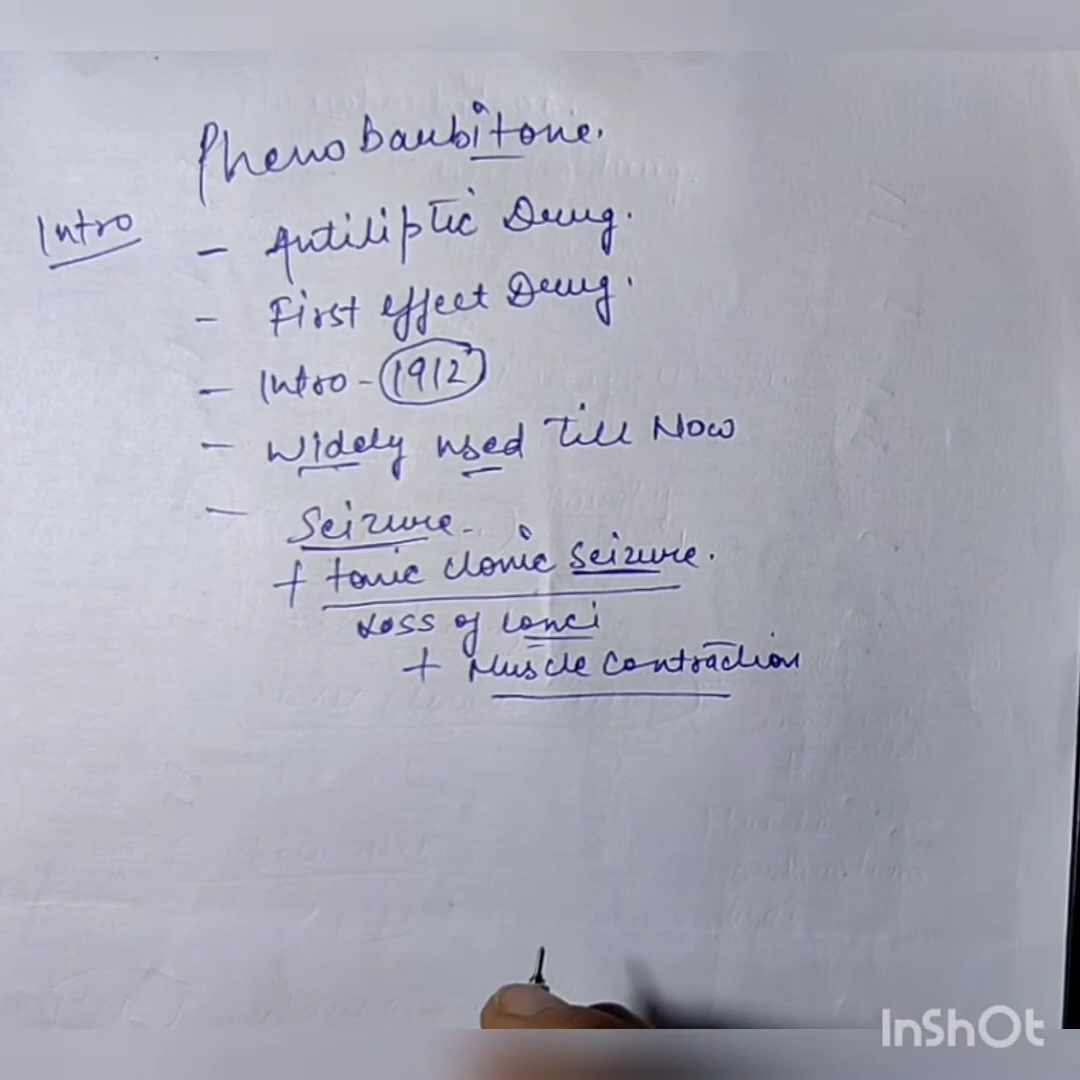 Phenobarbitone.
Intro
- Antiliptic Drug.
- First effect Drug.
- Intro - 1912
- Widely used Till Now
- Seizure -
+ tonic clonic seizure.
Loss of conci
+ Muscle Contraction
InShOt